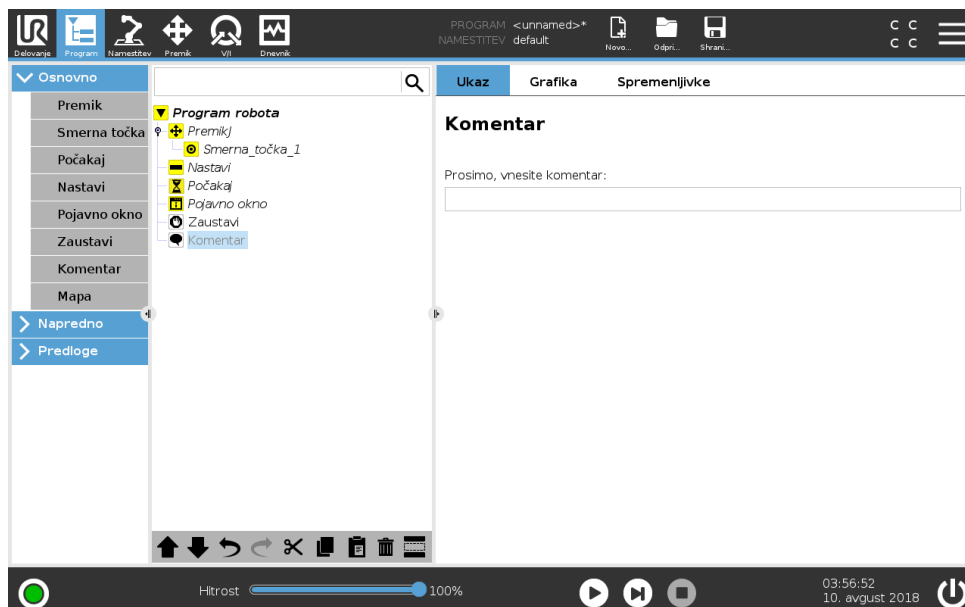 UR
Delovanje
Program
Namestitev
Premik
V/I
Dnevnik
PROGRAM <unnamed>*
NAMESTITEV default
Novo...
Odpri...
Shrani...
C C
C C
Osnovno
Premik
Smerna točka
Počakaj
Nastavi
Pojavno okno
Zaustavi
Komentar
Mapa
Napredno
Predloge
Program robota
PremikJ
Smerna_točka_1
Nastavi
Počakaj
Pojavno okno
Zaustavi
Komentar
Ukaz
Grafika
Spremenljivke
Komentar
Prosimo, vnesite komentar:
Hitrost
100%
03:56:52
10. avgust 2018